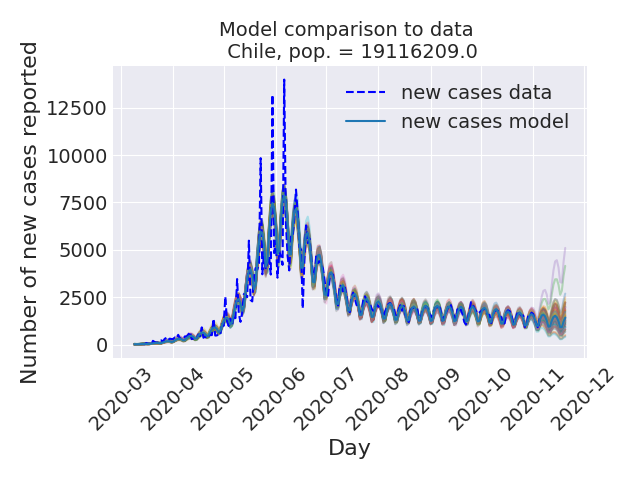 Model comparison to data
Chile, pop. = 19116209.0
Number of new cases reported
12500
10000
7500
5000
2500
0
new cases data
new cases model
2020-03
2020-04
2020-05
2020-06
2020-07
2020-08
2020-09
2020-10
2020-11
2020-12
Day